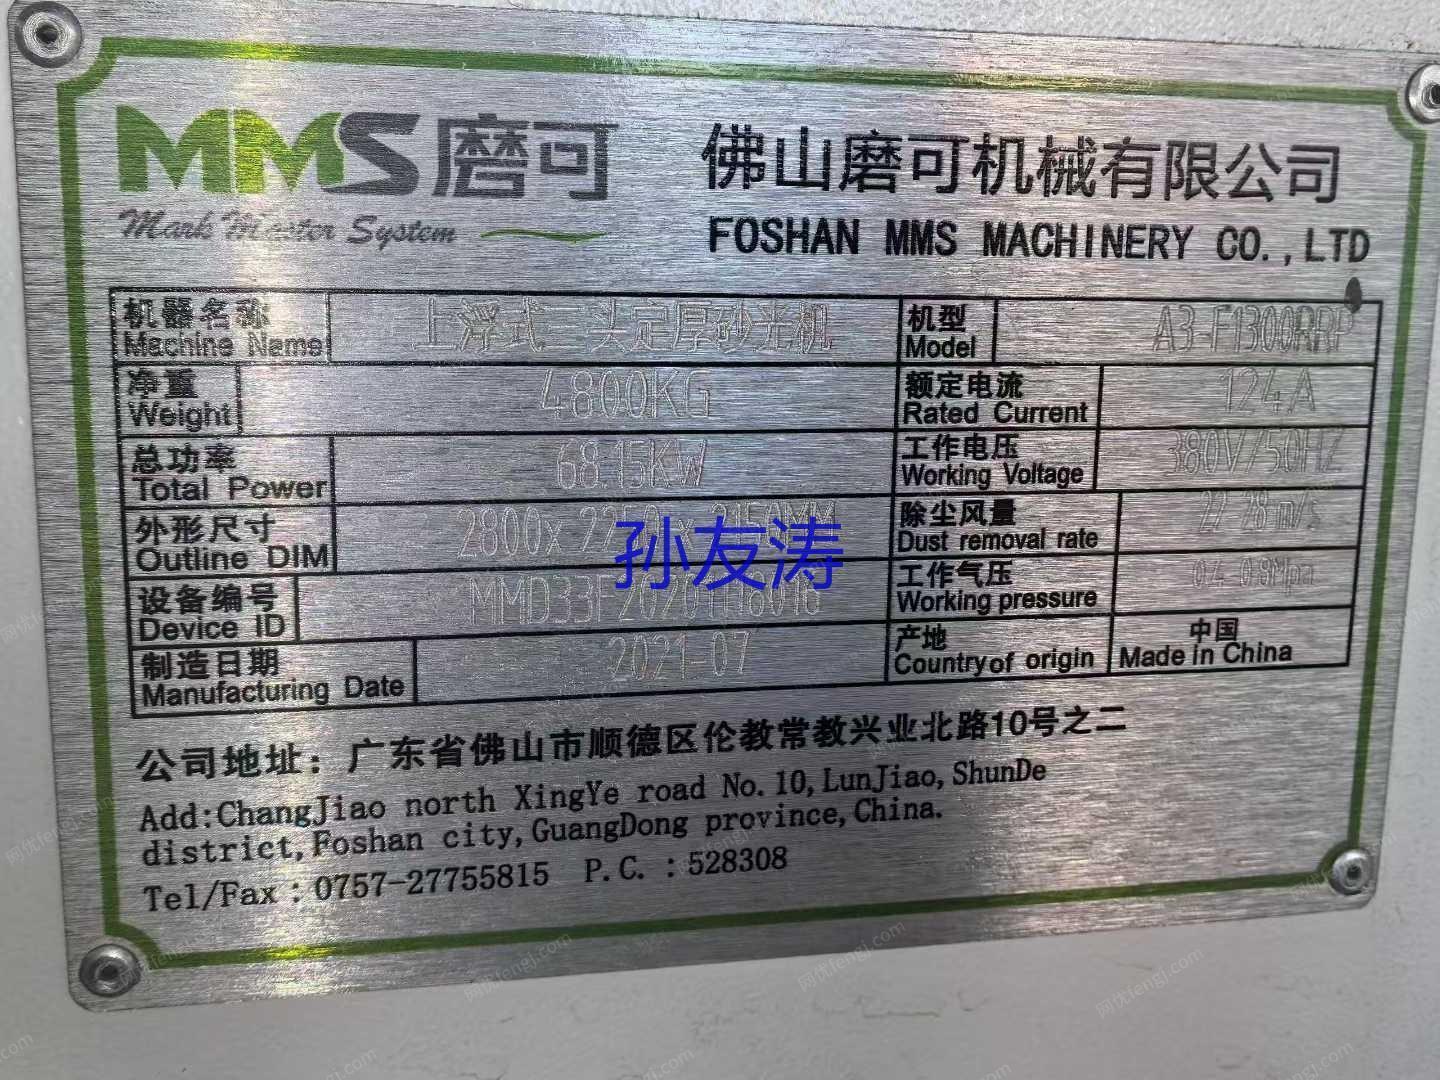 MMS磨可
Mark Master System
佛山磨可机械有限公司
FOSHAN MMS MACHINERY CO.,LTD
机器名称 上浮式三头定厚砂光机 机型 A3-F1300RRP
Machine Name Model
净重 4800KG 额定电流 124A
Weight Rated Current
总功率 68.15KW 工作电压 380V/50HZ
Total Power Working Voltage
外形尺寸 2800x 除尘风量
Outline DIM Dust removal rate
孙友涛
设备编号 工作气压 0.4-0.8Mpa
Device ID Working pressure
制造日期 2021-07 产地 中国
Manufacturing Date Country of origin Made in China
公司地址：广东省佛山市顺德区伦教常教兴业北路10号之二
Add:ChangJiao north XingYe road No.10,LunJiao,ShunDe
district,Foshan city,GuangDong province,China.
Tel/Fax：0757-27755815 P.C.：528308